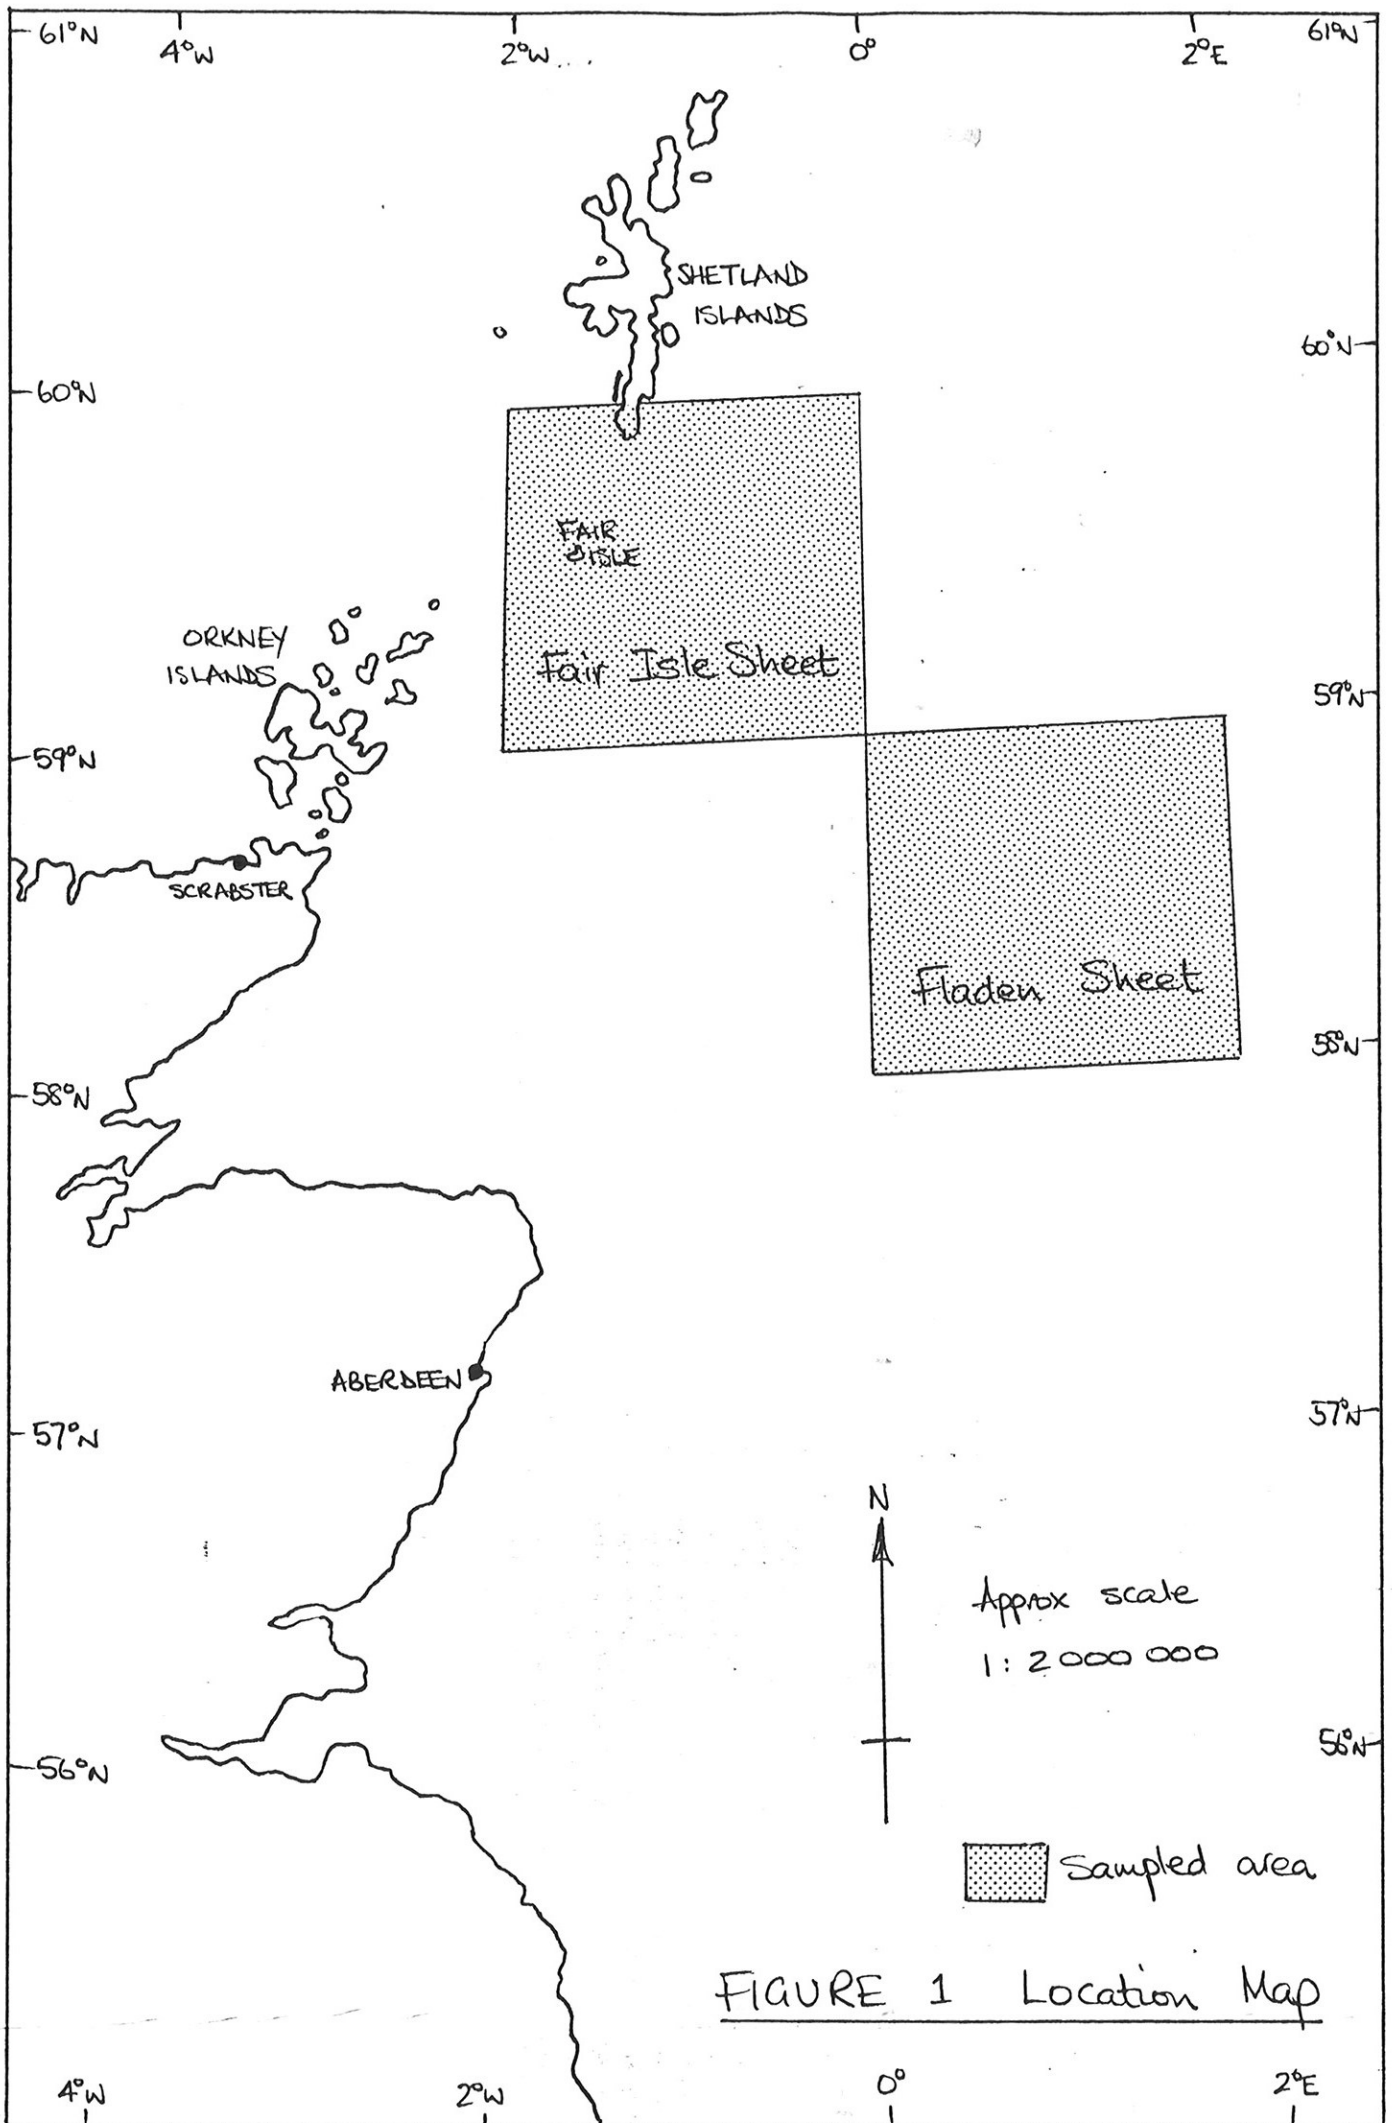 61°N
4°W
2°W
0°
2°E
61°N
SHETLAND
ISLANDS
60°N
60°N
FAIR
ISLE
ORKNEY
ISLANDS
Fair Isle Sheet
59°N
59°N
SCRABSTER
Fladen Sheet
58°N
58°N
ABERDEEN
57°N
57°N
N
Approx scale
1:2000000
56°N
56°N
Sampled area
FIGURE 1 Location Map
4°W
2°W
0°
2°E